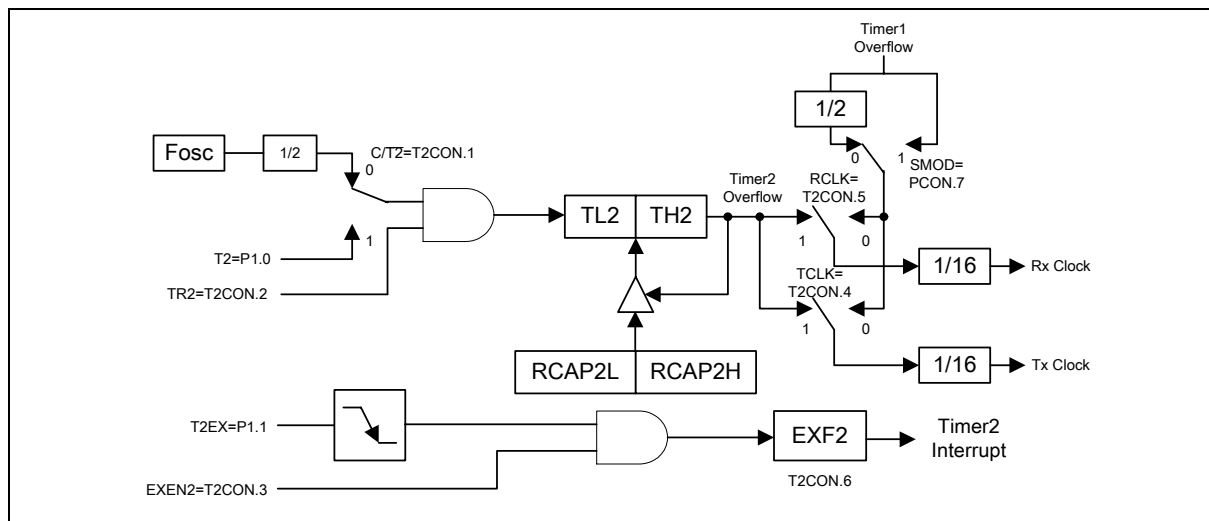 Timer1
Overflow
1/2
Fosc
1/2
C/T2=T2CON.1
0
0
1
SMOD=
PCON.7
Timer2
Overflow
RCLK=
T2CON.5
TL2
TH2
1
0
1
T2=P1.0
1/16
Rx Clock
TR2=T2CON.2
TCLK=
T2CON.4
1
0
RCAP2L
RCAP2H
1/16
Tx Clock
T2EX=P1.1
EXF2
Timer2
Interrupt
T2CON.6
EXEN2=T2CON.3